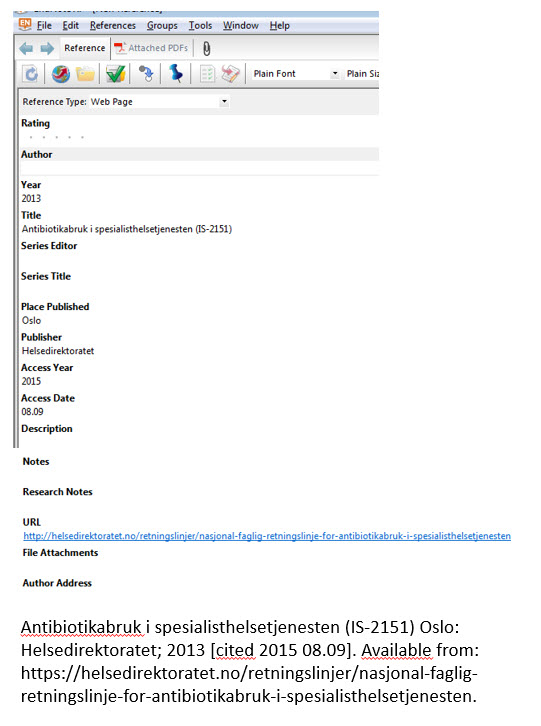 EN File Edit References Groups Tools Window Help
Reference Attached PDFs
Plain Font Plain Siz
Reference Type: Web Page
Rating
Author
Year
2013
Title
Antibiotikabruk i spesialisthelsetjenesten (IS-2151)
Series Editor
Series Title
Place Published
Oslo
Publisher
Helsedirektoratet
Access Year
2015
Access Date
08.09
Description
Notes
Research Notes
URL
http://helsedirektoratet.no/retningslinjer/nasjonal-faglig-retningslinje-for-antibiotikabruk-i-spesialisthelsetjenesten
File Attachments
Author Address
Antibiotikabruk i spesialisthelsetjenesten (IS-2151) Oslo:
Helsedirektoratet; 2013 [cited 2015 08.09]. Available from:
https://helsedirektoratet.no/retningslinjer/nasjonal-faglig-
retningslinje-for-antibiotikabruk-i-spesialisthelsetjenesten.